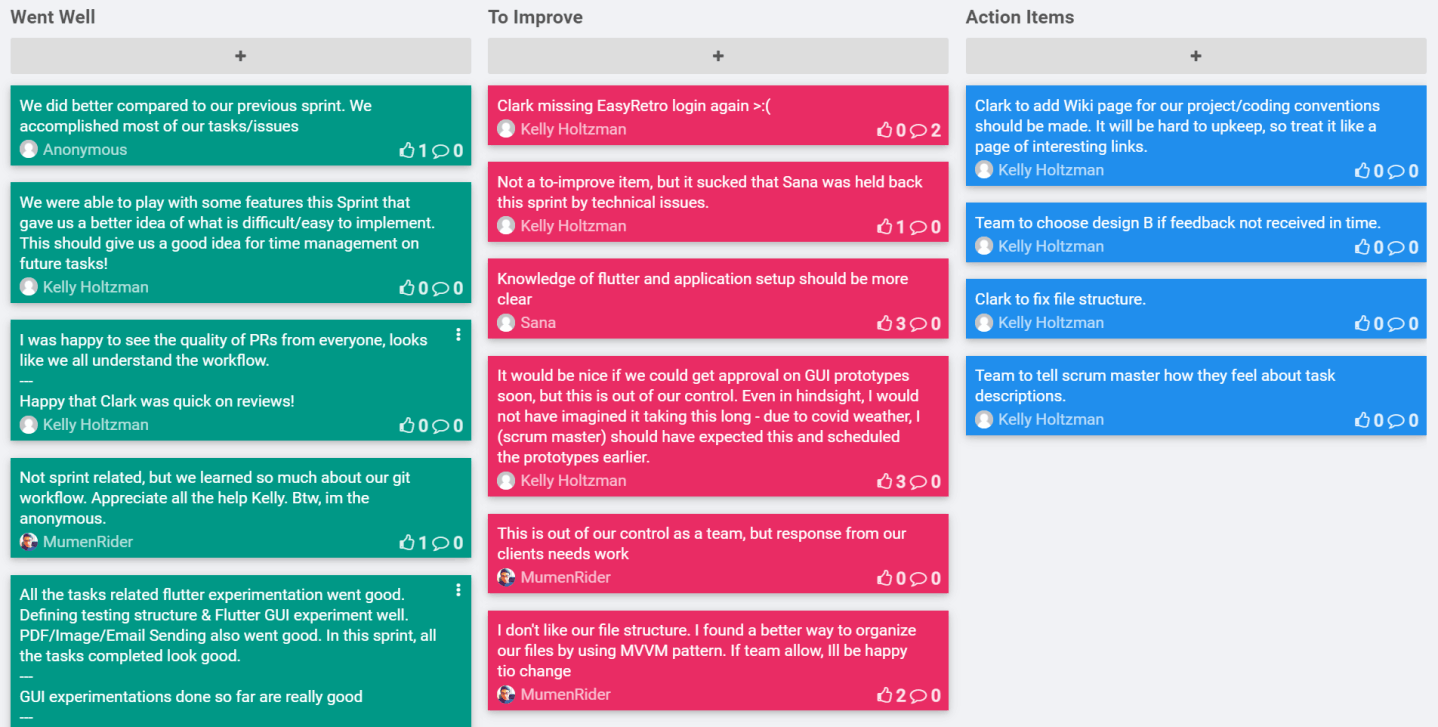 Went Well
+
We did better compared to our previous sprint. We
accomplished most of our tasks/issues
Anonymous
1 0
We were able to play with some features this Sprint that
gave us a better idea of what is difficult/easy to implement.
This should give us a good idea for time management on
future tasks!
Kelly Holtzman
0 0
I was happy to see the quality of PRs from everyone, looks
like we all understand the workflow.
---
Happy that Clark was quick on reviews!
Kelly Holtzman
0 0
Not sprint related, but we learned so much about our git
workflow. Appreciate all the help Kelly. Btw, im the
anonymous.
MumenRider
1 0
All the tasks related flutter experimentation went good.
Defining testing structure & Flutter GUI experiment well.
PDF/Image/Email Sending also went good. In this sprint, all
the tasks completed look good.
---
GUI experimentations done so far are really good
---
To Improve
+
Clark missing EasyRetro login again >:(
Kelly Holtzman
0 2
Not a to-improve item, but it sucked that Sana was held back
this sprint by technical issues.
Kelly Holtzman
1 0
Knowledge of flutter and application setup should be more
clear
Sana
3 0
It would be nice if we could get approval on GUI prototypes
soon, but this is out of our control. Even in hindsight, I would
not have imagined it taking this long - due to covid weather, I
(scrum master) should have expected this and scheduled
the prototypes earlier.
Kelly Holtzman
3 0
This is out of our control as a team, but response from our
clients needs work
MumenRider
0 0
I don't like our file structure. I found a better way to organize
our files by using MVVM pattern. If team allow, Ill be happy
tio change
MumenRider
2 0
Action Items
+
Clark to add Wiki page for our project/coding conventions
should be made. It will be hard to upkeep, so treat it like a
page of interesting links.
Kelly Holtzman
0 0
Team to choose design B if feedback not received in time.
Kelly Holtzman
0 0
Clark to fix file structure.
Kelly Holtzman
0 0
Team to tell scrum master how they feel about task
descriptions.
Kelly Holtzman
0 0